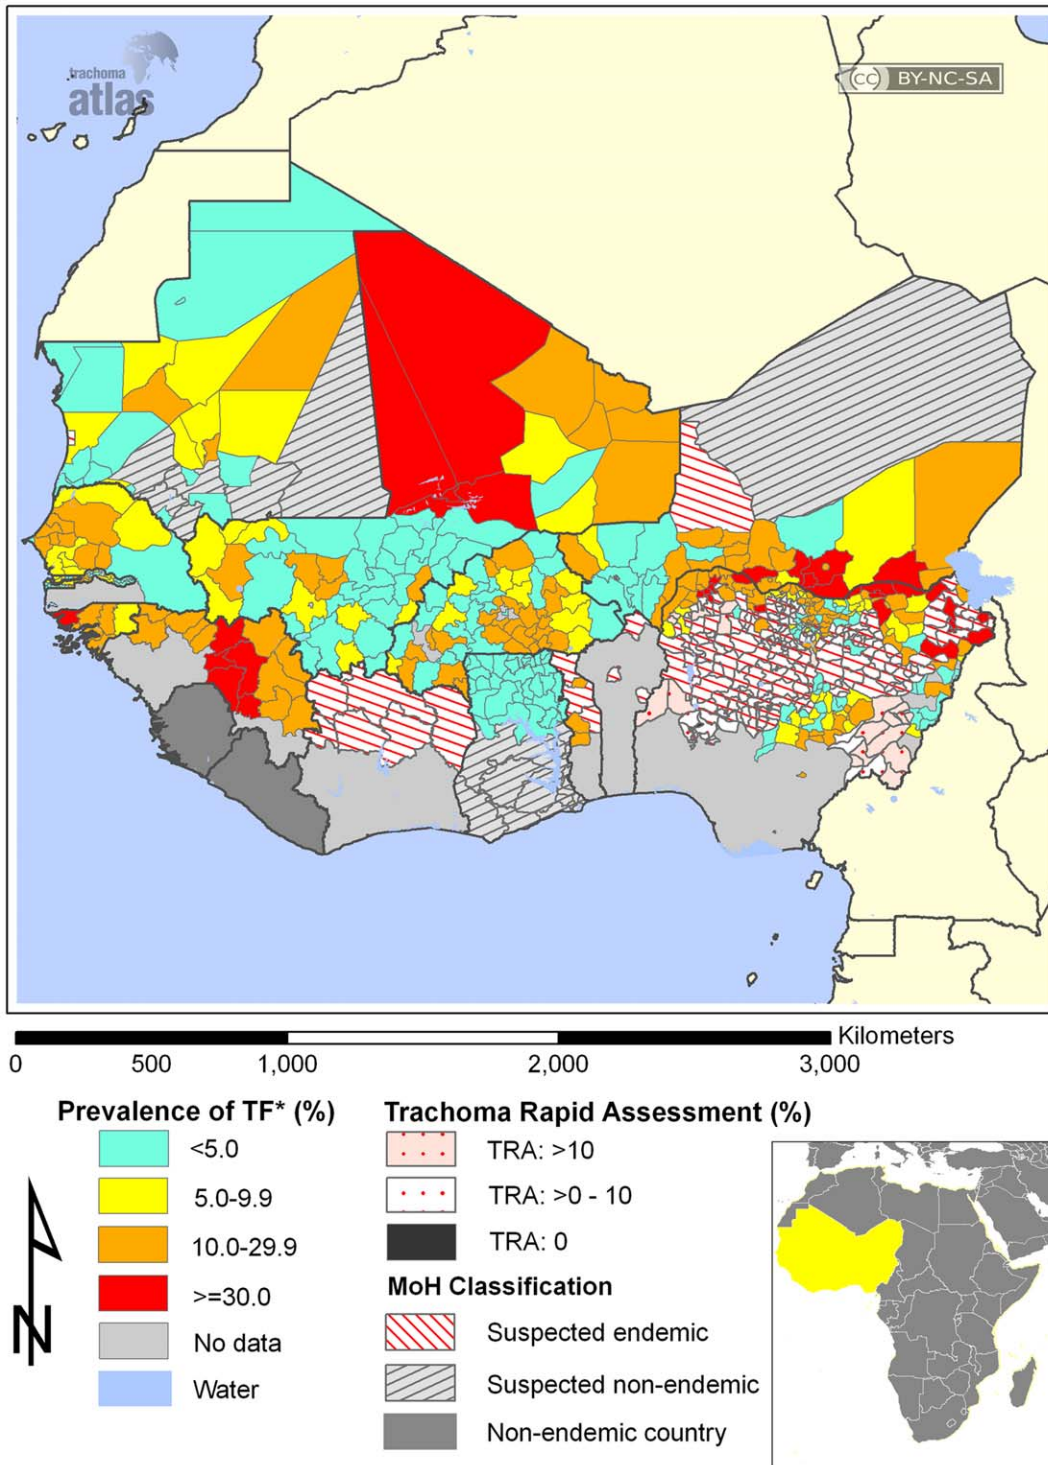 trachoma
atlas
(cc) BY-NC-SA
Kilometers
0 500 1,000 2,000 3,000
Prevalence of TF* (%)
<5.0
5.0-9.9
10.0-29.9
>=30.0
No data
Water
N
Trachoma Rapid Assessment (%)
TRA: >10
TRA: >0 - 10
TRA: 0
MoH Classification
Suspected endemic
Suspected non-endemic
Non-endemic country